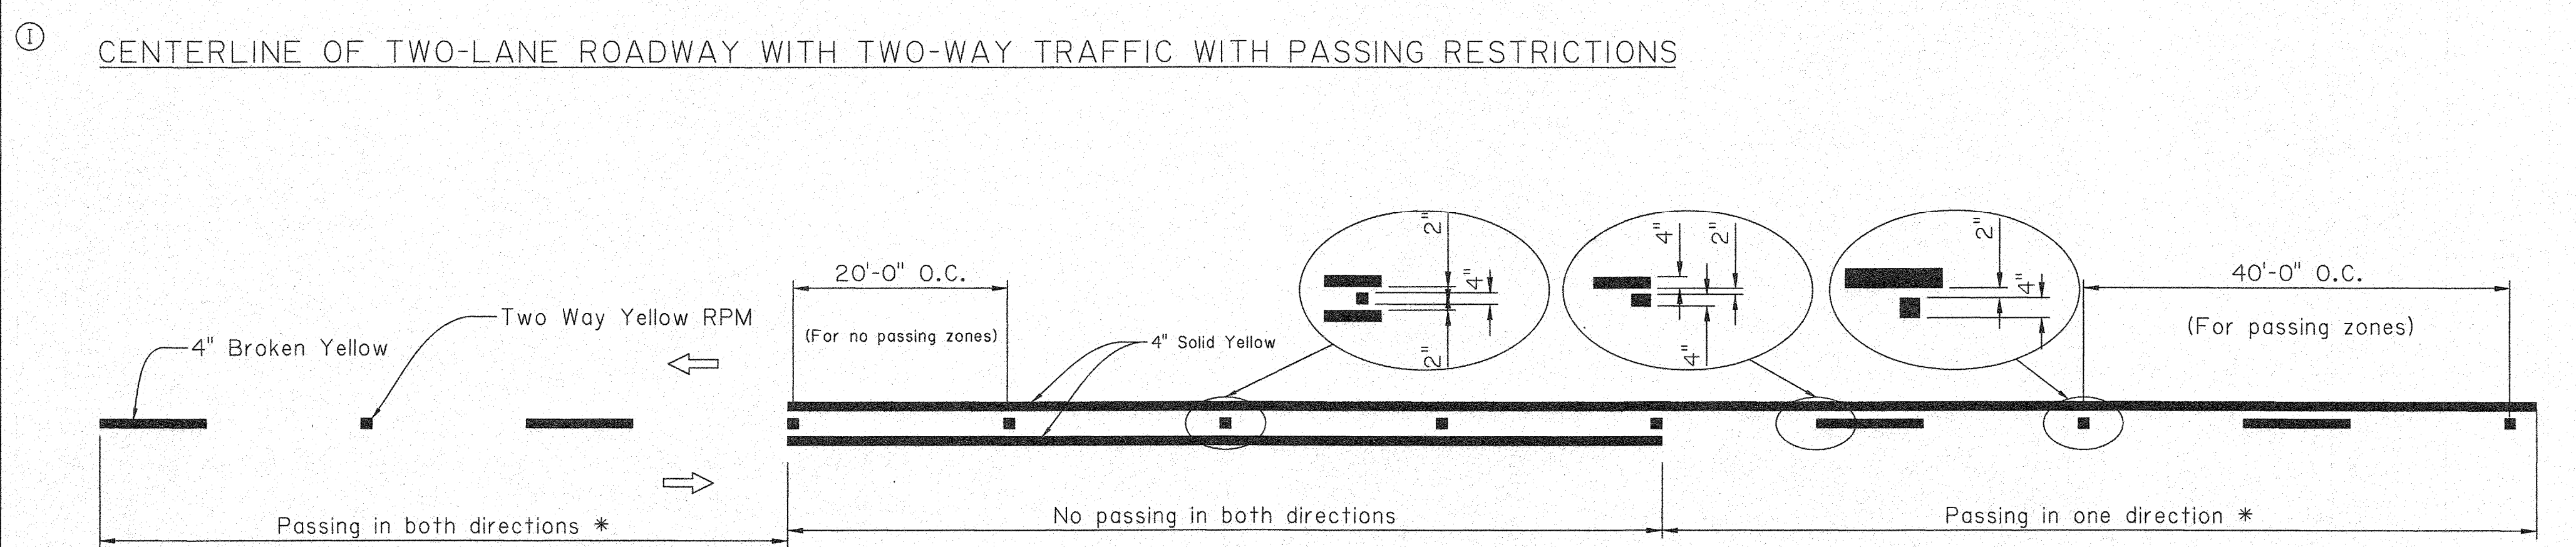 I
CENTERLINE OF TWO-LANE ROADWAY WITH TWO-WAY TRAFFIC WITH PASSING RESTRICTIONS
2"
4"
2"
4"
2"
4"
2"
4"
20'-0" O.C.
(For no passing zones)
40'-0" O.C.
(For passing zones)
Two Way Yellow RPM
4" Broken Yellow
4" Solid Yellow
Passing in both directions *
No passing in both directions
Passing in one direction *